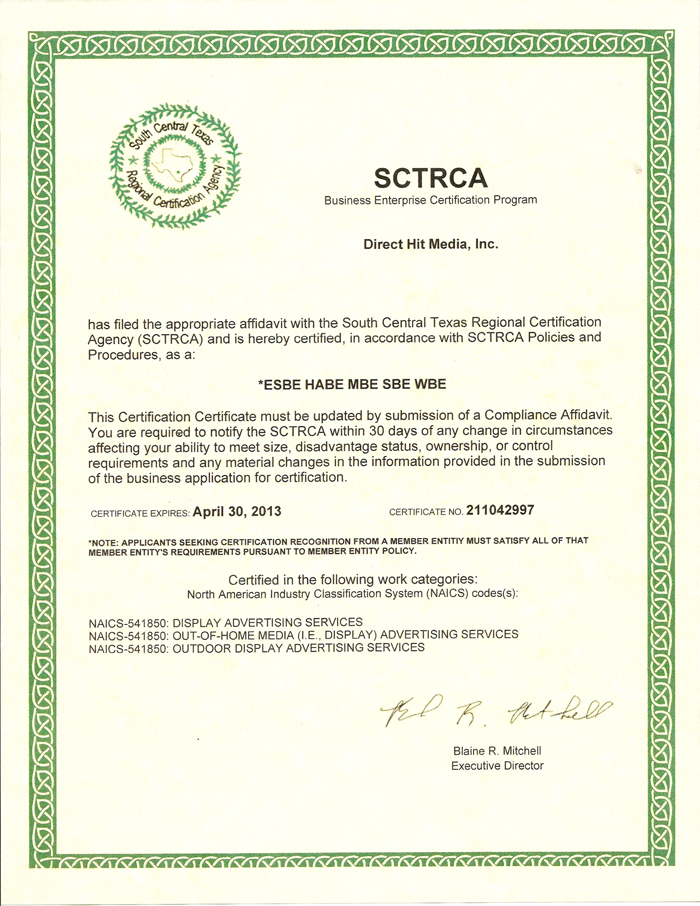 South Central Texas
Regional Certification Agency
SCTRCA
Business Enterprise Certification Program
Direct Hit Media, Inc.
has filed the appropriate affidavit with the South Central Texas Regional Certification
Agency (SCTRCA) and is hereby certified, in accordance with SCTRCA Policies and
Procedures, as a:
*ESBE HABE MBE SBE WBE
This Certification Certificate must be updated by submission of a Compliance Affidavit.
You are required to notify the SCTRCA within 30 days of any change in circumstances
affecting your ability to meet size, disadvantage status, ownership, or control
requirements and any material changes in the information provided in the submission
of the business application for certification.
CERTIFICATE EXPIRES: April 30, 2013 CERTIFICATE NO. 211042997
*NOTE: APPLICANTS SEEKING CERTIFICATION RECOGNITION FROM A MEMBER ENTITIY MUST SATISFY ALL OF THAT
MEMBER ENTITY'S REQUIREMENTS PURSUANT TO MEMBER ENTITY POLICY.
Certified in the following work categories:
North American Industry Classification System (NAICS) codes(s):
NAICS-541850: DISPLAY ADVERTISING SERVICES
NAICS-541850: OUT-OF-HOME MEDIA (I.E., DISPLAY) ADVERTISING SERVICES
NAICS-541850: OUTDOOR DISPLAY ADVERTISING SERVICES
Blaine R. Mitchell
Executive Director